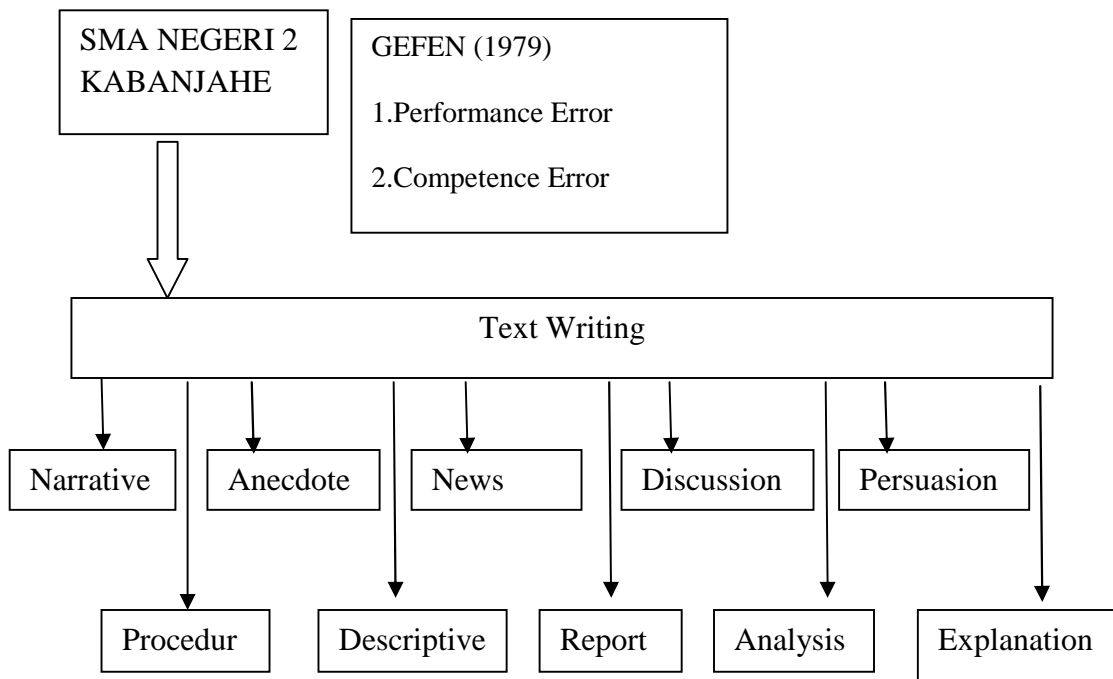 SMA NEGERI 2
KABANJAHE
GEFEN (1979)
1.Performance Error
2.Competence Error
Text Writing
Narrative
Anecdote
News
Discussion
Persuasion
Procedur
Descriptive
Report
Analysis
Explanation